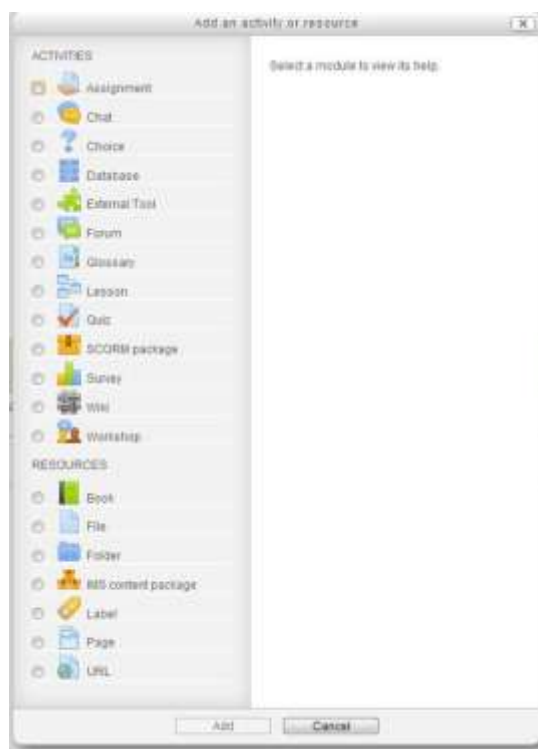 Add an activity or resource
ACTIVITIES
Select a module to view its help.
Assignment
Chat
Choice
Database
External Tool
Forum
Glossary
Lesson
Quiz
SCORM package
Survey
Wiki
Workshop
RESOURCES
Book
File
Folder
IMS content package
Label
Page
URL
Add
Cancel